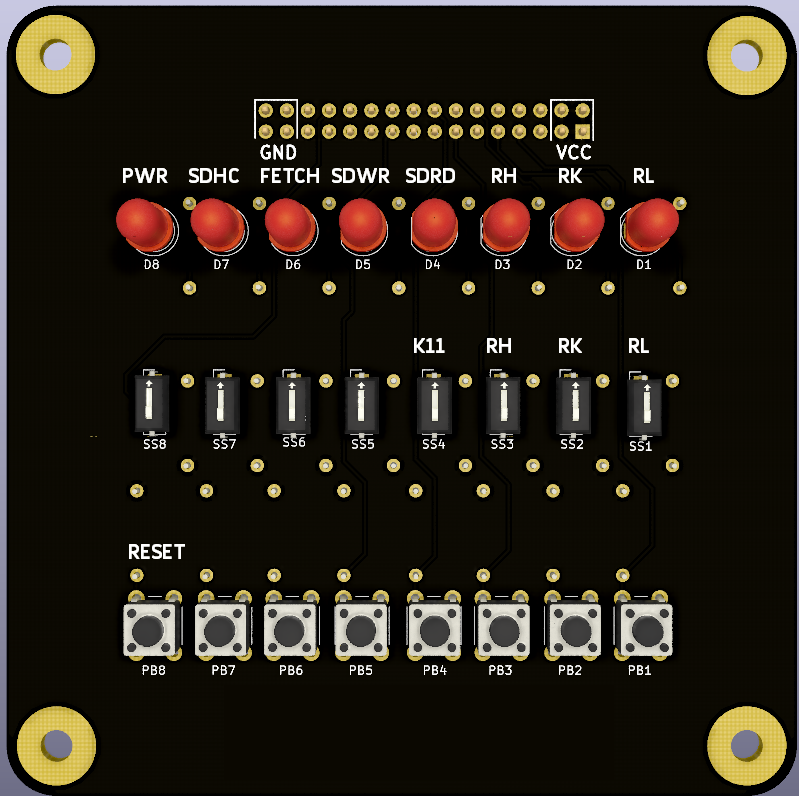 GND VCC
PWR SDHC FETCH SDWR SDRD RH RK RL
D8 D7 D6 D5 D4 D3 D2 D1
K11 RH RK RL
SS8 SS7 SS6 SS5 SS4 SS3 SS2 SS1
RESET
PB8 PB7 PB6 PB5 PB4 PB3 PB2 PB1